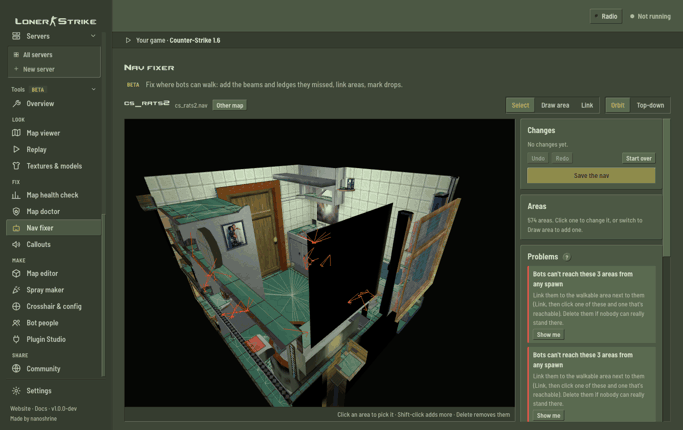 LONERSTRIKE
Servers
All servers
New server
Tools BETA
Overview
LOOK
Map viewer
Replay
Textures & models
FIX
Map health check
Map doctor
Nav fixer
Callouts
MAKE
Map editor
Spray maker
Crosshair & config
Bot people
Plugin Studio
SHARE
Community
Settings
Website · Docs · v1.0.0-dev
Made by nanoshrine
Radio
Not running
Your game · Counter-Strike 1.6
NAV FIXER
BETA Fix where bots can walk: add the beams and ledges they missed, link areas, mark drops.
CS_RATS2 cs_rats2.nav Other map
Select Draw area Link
Orbit Top-down
Click an area to pick it · Shift-click adds more · Delete removes them
Changes
No changes yet.
Undo Redo Start over
Save the nav
Areas
574 areas. Click one to change it, or switch to
Draw area to add one.
Problems ?
Bots can't reach these 3 areas from
any spawn
Link them to the walkable area next to them
(Link, then click one of these and one that's
reachable). Delete them if nobody can really
stand there.
Show me
Bots can't reach these 3 areas from
any spawn
Link them to the walkable area next to them
(Link, then click one of these and one that's
reachable). Delete them if nobody can really
stand there.
Show me